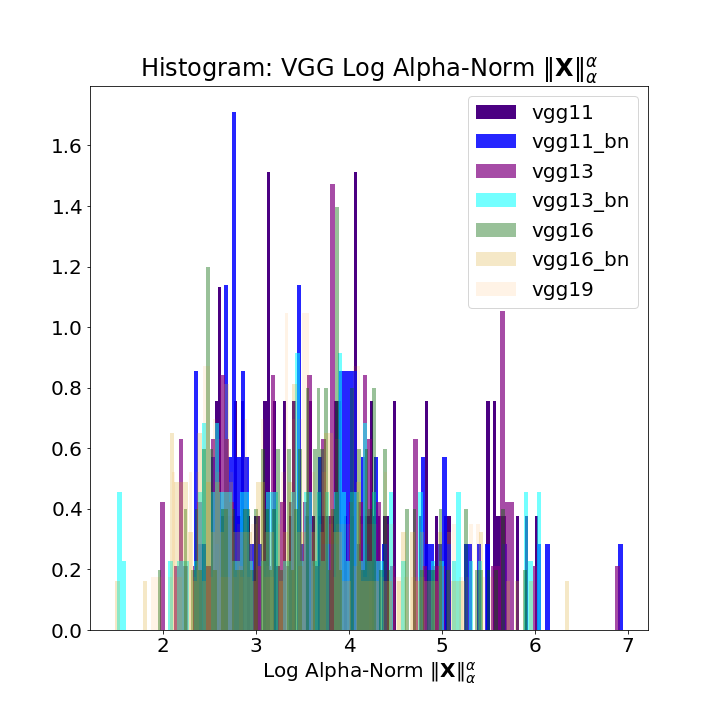 Histogram: VGG Log Alpha-Norm ‖X‖αα
vgg11
vgg11_bn
vgg13
vgg13_bn
vgg16
vgg16_bn
vgg19
1.6
1.4
1.2
1.0
0.8
0.6
0.4
0.2
0.0
2 3 4 5 6 7
Log Alpha-Norm ‖X‖αα